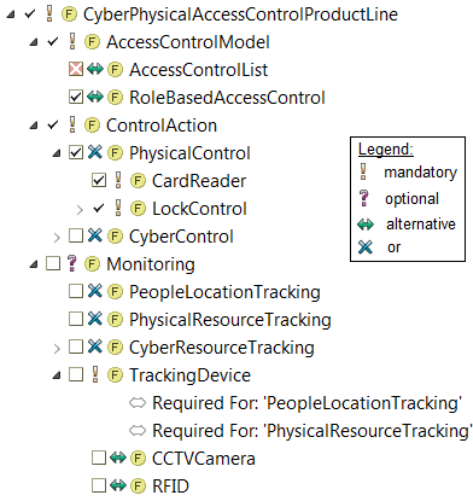 CyberPhysicalAccessControlProductLine
AccessControlModel
AccessControlList
RoleBasedAccessControl
ControlAction
PhysicalControl
CardReader
LockControl
CyberControl
Monitoring
PeopleLocationTracking
PhysicalResourceTracking
CyberResourceTracking
TrackingDevice
Required For: 'PeopleLocationTracking'
Required For: 'PhysicalResourceTracking'
CCTVCamera
RFID
Legend:
mandatory
optional
alternative
or